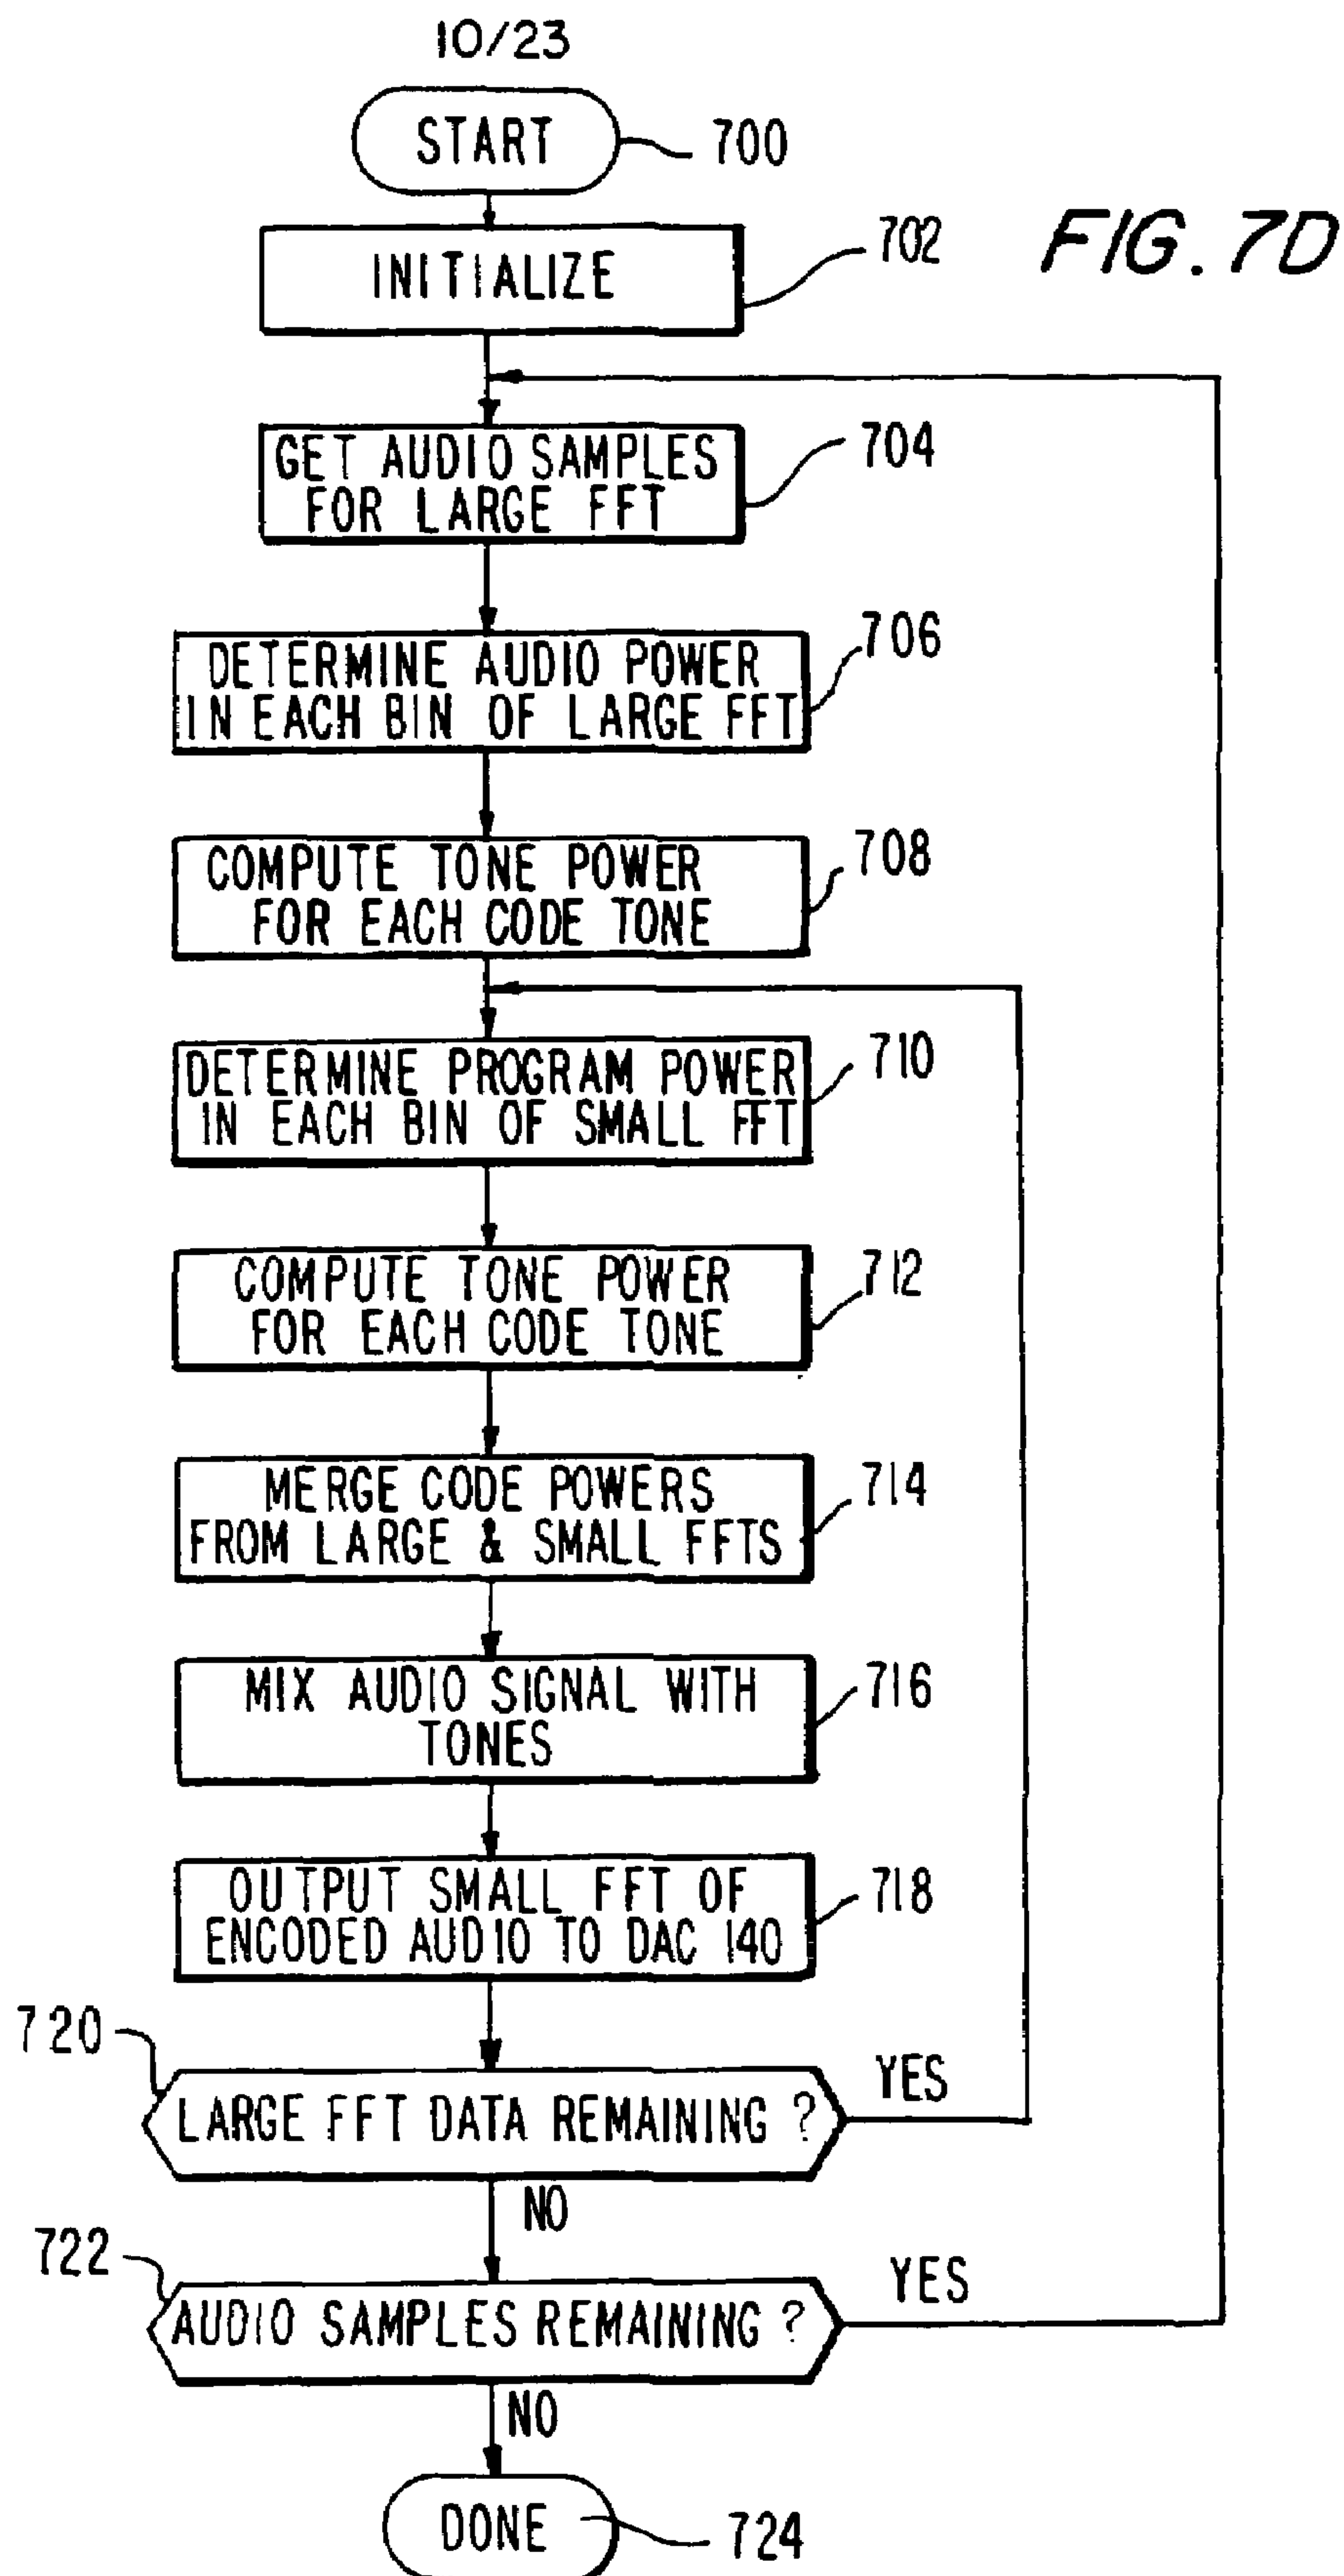 10/23
START
700
FIG. 7D
INITIALIZE
702
GET AUDIO SAMPLES
FOR LARGE FFT
704
DETERMINE AUDIO POWER
IN EACH BIN OF LARGE FFT
706
COMPUTE TONE POWER
FOR EACH CODE TONE
708
DETERMINE PROGRAM POWER
IN EACH BIN OF SMALL FFT
710
COMPUTE TONE POWER
FOR EACH CODE TONE
712
MERGE CODE POWERS
FROM LARGE & SMALL FFTS
714
MIX AUDIO SIGNAL WITH
TONES
716
OUTPUT SMALL FFT OF
ENCODED AUDIO TO DAC 140
718
720
LARGE FFT DATA REMAINING ?
YES
NO
722
AUDIO SAMPLES REMAINING ?
YES
NO
DONE
724